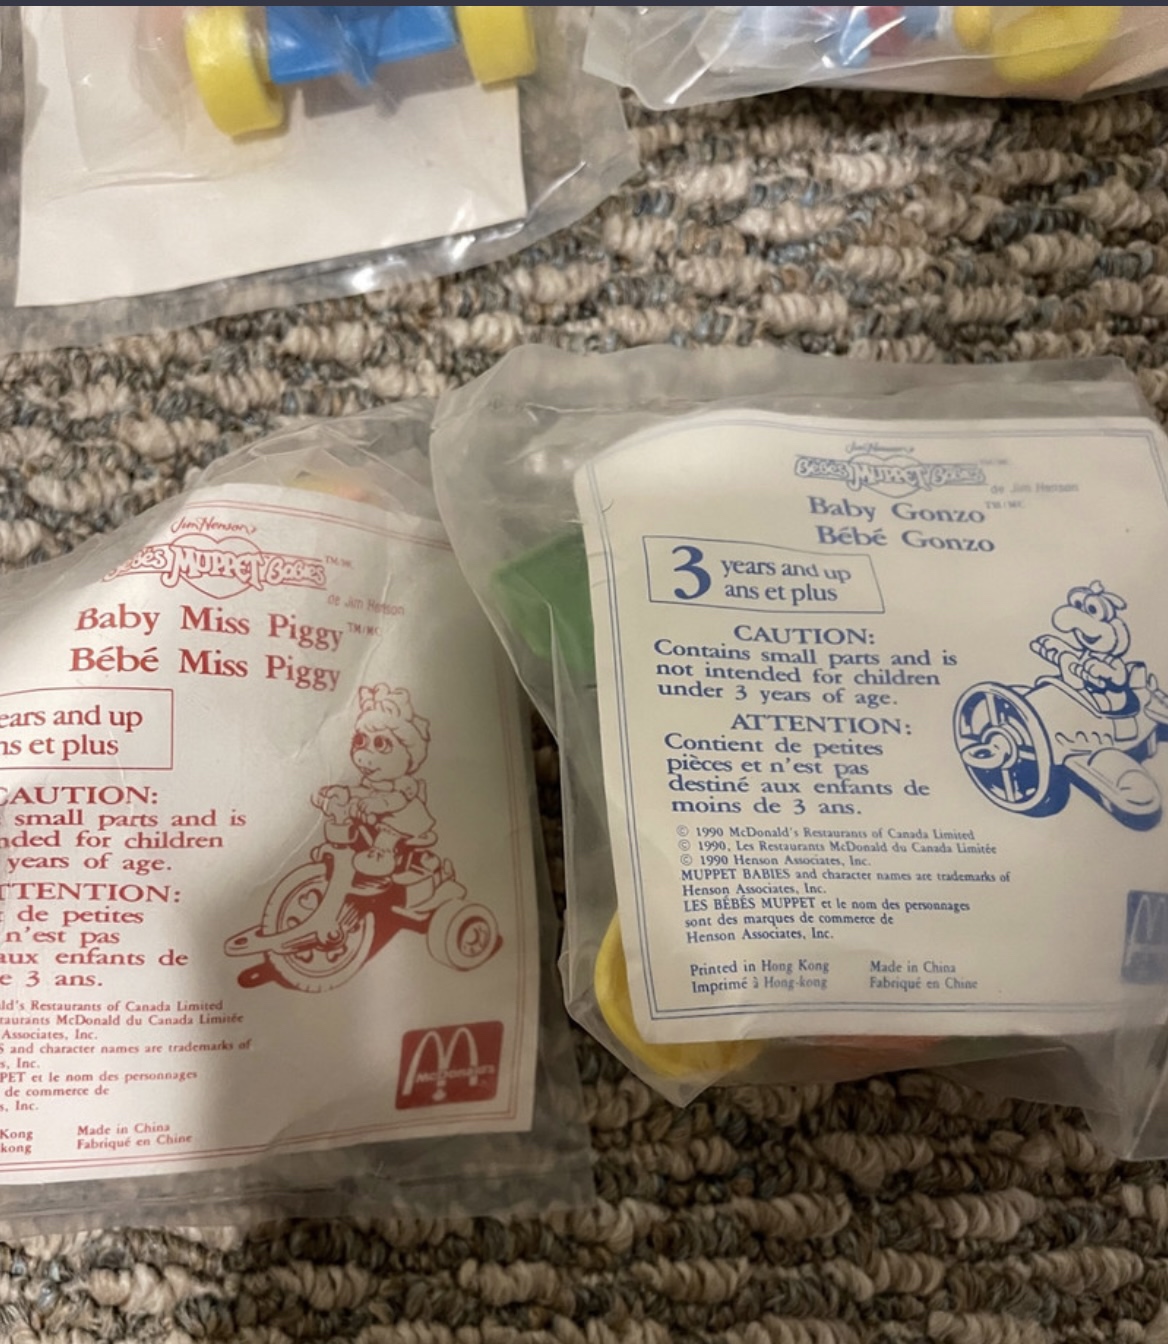 Jim Henson's
Bébés MUPPET Babies TM/MC
de Jim Henson
Baby Miss Piggy TM/MC
Bébé Miss Piggy
ears and up
ns et plus
CAUTION:
small parts and is
nded for children
years of age.
TTENTION:
de petites
n'est pas
aux enfants de
e 3 ans.
ld's Restaurants of Canada Limited
taurants McDonald du Canada Limitée
Associates, Inc.
S and character names are trademarks of
s, Inc.
PET et le nom des personnages
de commerce de
s, Inc.
Kong Made in China
kong Fabriqué en Chine
McDonald's
Jim Henson's
Bébés MUPPET Babies
de Jim Henson
Baby Gonzo TM/MC
Bébé Gonzo
3 years and up
ans et plus
CAUTION:
Contains small parts and is
not intended for children
under 3 years of age.
ATTENTION:
Contient de petites
pièces et n'est pas
destiné aux enfants de
moins de 3 ans.
© 1990 McDonald's Restaurants of Canada Limited
© 1990, Les Restaurants McDonald du Canada Limitée
© 1990 Henson Associates, Inc.
MUPPET BABIES and character names are trademarks of
Henson Associates, Inc.
LES BÉBÉS MUPPET et le nom des personnages
sont des marques de commerce de
Henson Associates, Inc.
Printed in Hong Kong Made in China
Imprimé à Hong-kong Fabriqué en Chine